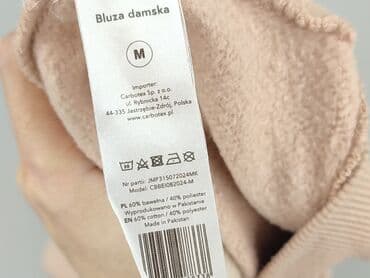 Bluza damska
M
Importer:
Carbotex Sp. z o.o.
ul. Rybnicka 14c
44-335 Jastrzębie-Zdrój, Polska
www.carbotex.pl
Nr partii: JMF315072024MK
Model: CBBEI082024-M
PL 60% bawełna / 40% poliester
Wyprodukowano w Pakistanie
EN 60% cotton / 40% polyester
Made in Pakistan